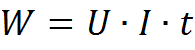 W = U · I · t